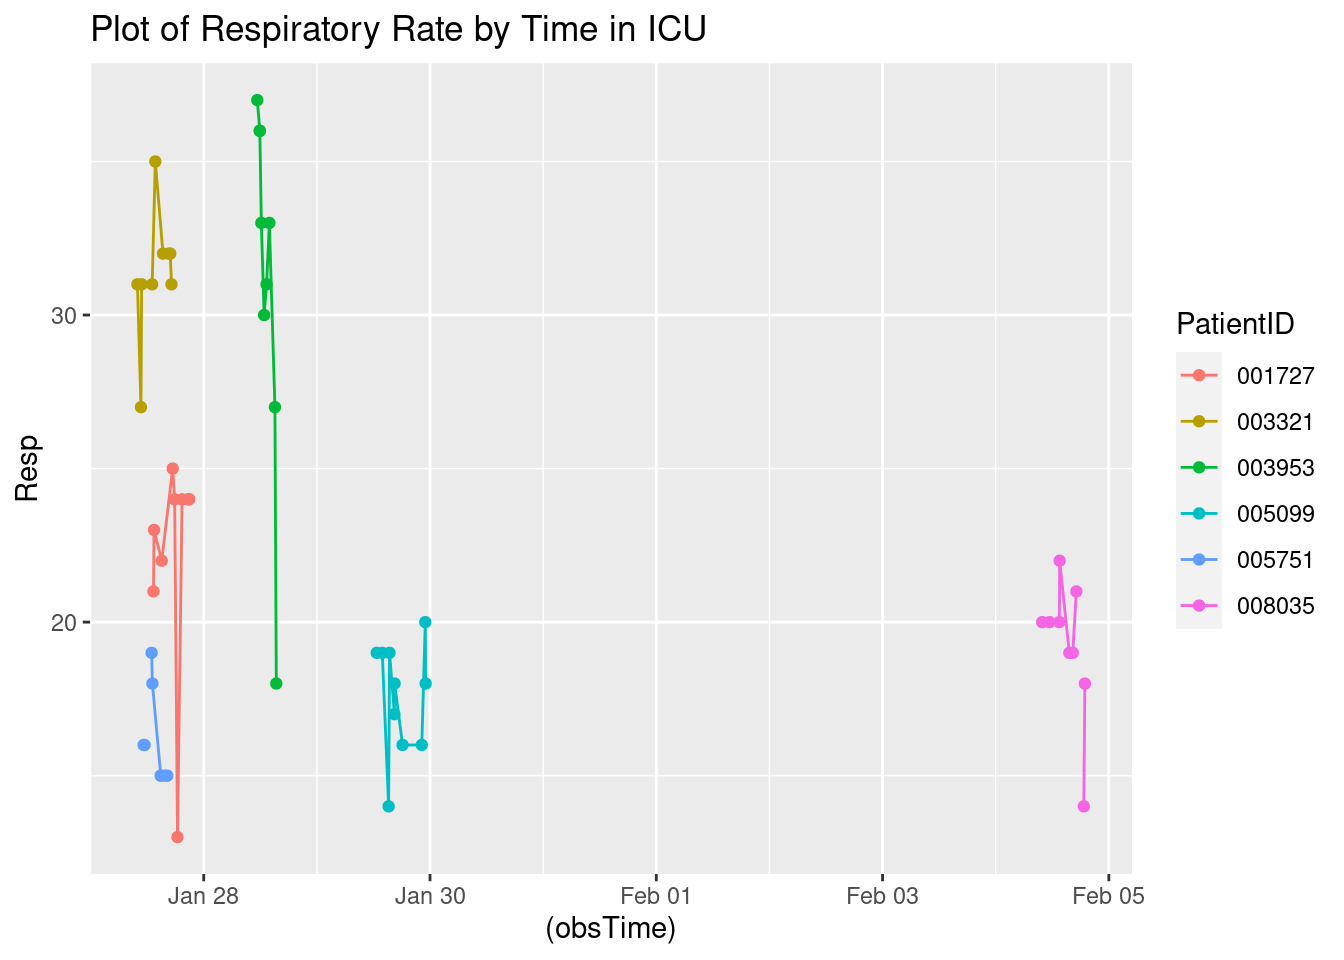 Plot of Respiratory Rate by Time in ICU
Resp
30
20
Jan 28
Jan 30
Feb 01
Feb 03
Feb 05
(obsTime)
PatientID
001727
003321
003953
005099
005751
008035